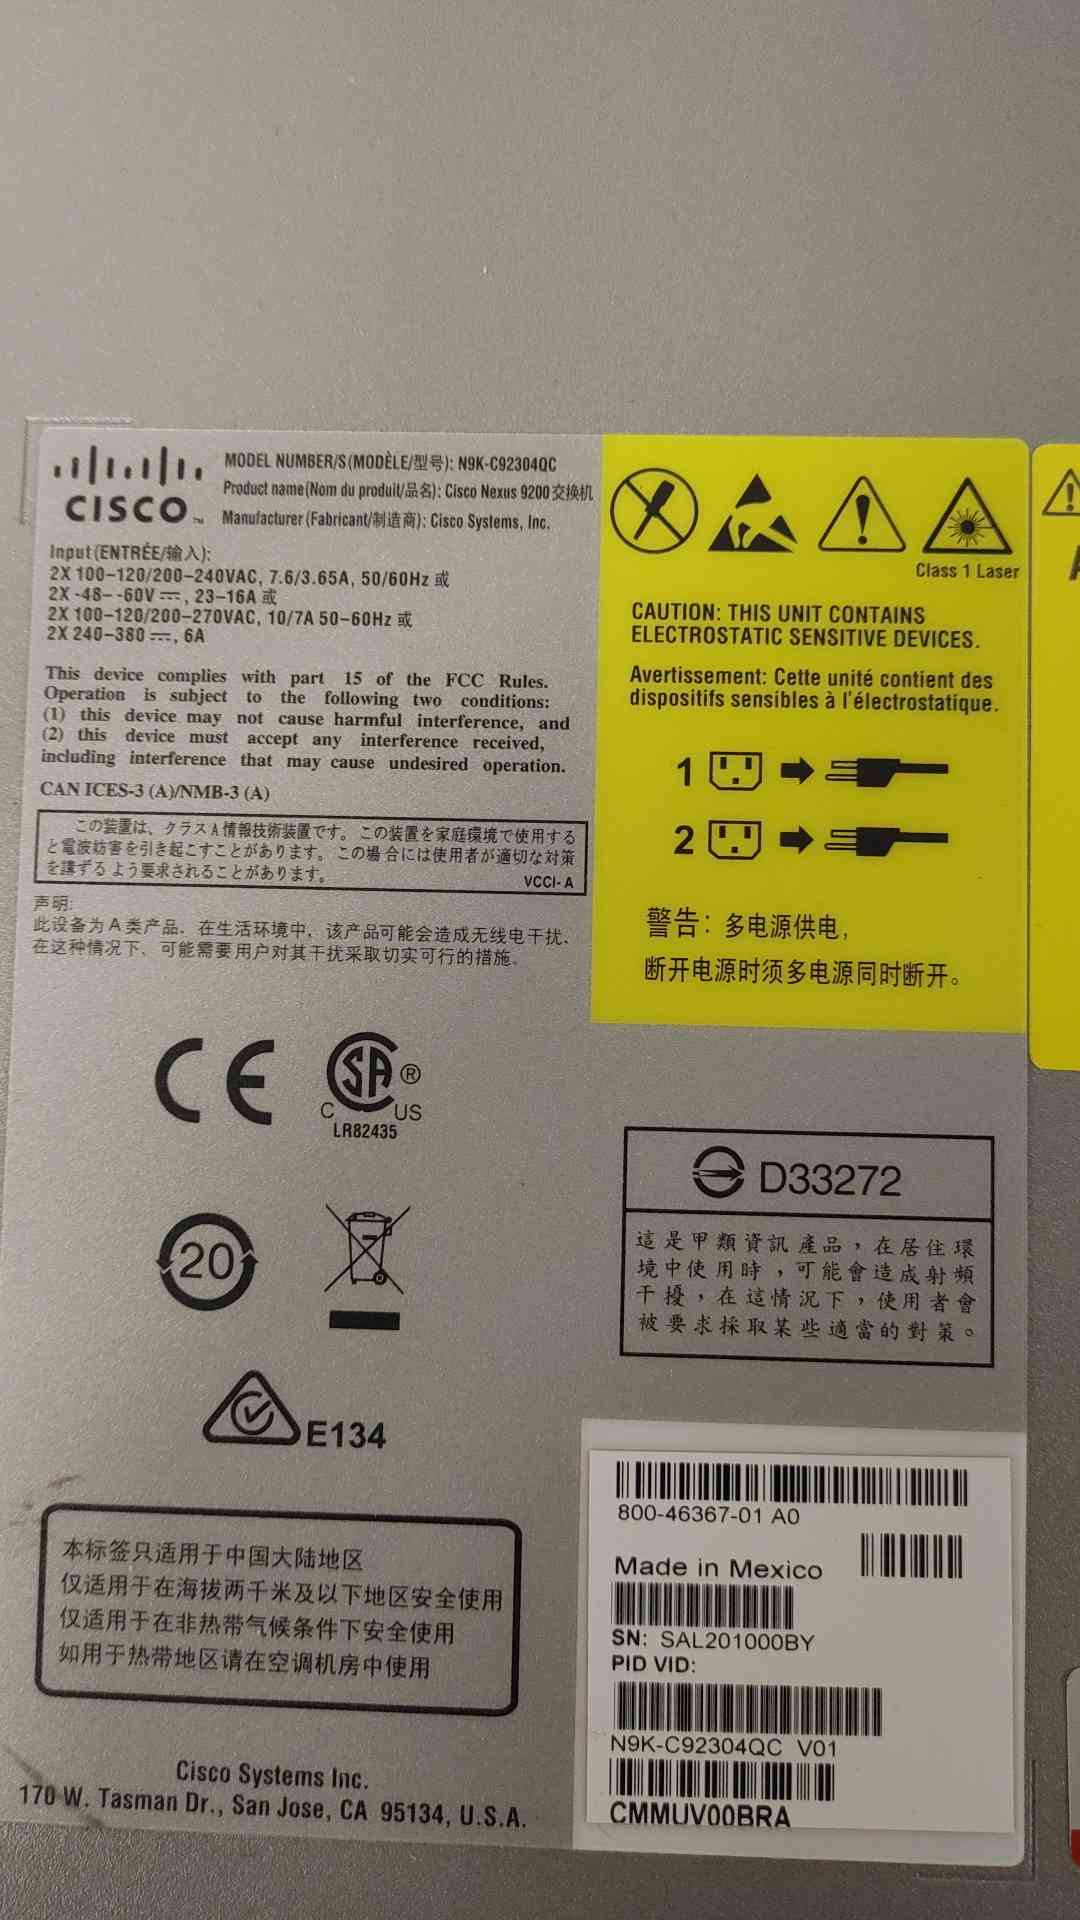 CISCO™
MODEL NUMBER/S (MODÈLE/型号): N9K-C92304QC
Product name (Nom du produit/品名): Cisco Nexus 9200 交换机
Manufacturer (Fabricant/制造商): Cisco Systems, Inc.
Input (ENTRÉE/输入):
2X 100–120/200–240VAC, 7.6/3.65A, 50/60Hz 或
2X -48– -60V ⎓, 23–16A 或
2X 100–120/200–270VAC, 10/7A 50–60Hz 或
2X 240–380 ⎓, 6A
This device complies with part 15 of the FCC Rules.
Operation is subject to the following two conditions:
(1) this device may not cause harmful interference, and
(2) this device must accept any interference received,
including interference that may cause undesired operation.
CAN ICES-3 (A)/NMB-3 (A)
この装置は、クラスA情報技術装置です。この装置を家庭環境で使用する
と電波妨害を引き起こすことがあります。この場合には使用者が適切な対策
を講ずるよう要求されることがあります。
VCCI-A
声明:
此设备为A类产品、在生活环境中、该产品可能会造成无线电干扰、
在这种情况下、可能需要用户对其干扰采取切实可行的措施。
Class 1 Laser
CAUTION: THIS UNIT CONTAINS
ELECTROSTATIC SENSITIVE DEVICES.
Avertissement: Cette unité contient des
dispositifs sensibles à l'électrostatique.
1
2
警告: 多电源供电,
断开电源时须多电源同时断开。
CE
SA ®
C US
LR82435
20
E134
D33272
這是甲類資訊產品，在居住環
境中使用時，可能會造成射頻
干擾，在這情況下，使用者會
被要求採取某些適當的對策。
本标签只适用于中国大陆地区
仅适用于在海拔两千米及以下地区安全使用
仅适用于在非热带气候条件下安全使用
如用于热带地区请在空调机房中使用
Cisco Systems Inc.
170 W. Tasman Dr., San Jose, CA 95134, U.S.A.
800-46367-01 A0
Made in Mexico
SN: SAL201000BY
PID VID:
N9K-C92304QC V01
CMMUV00BRA